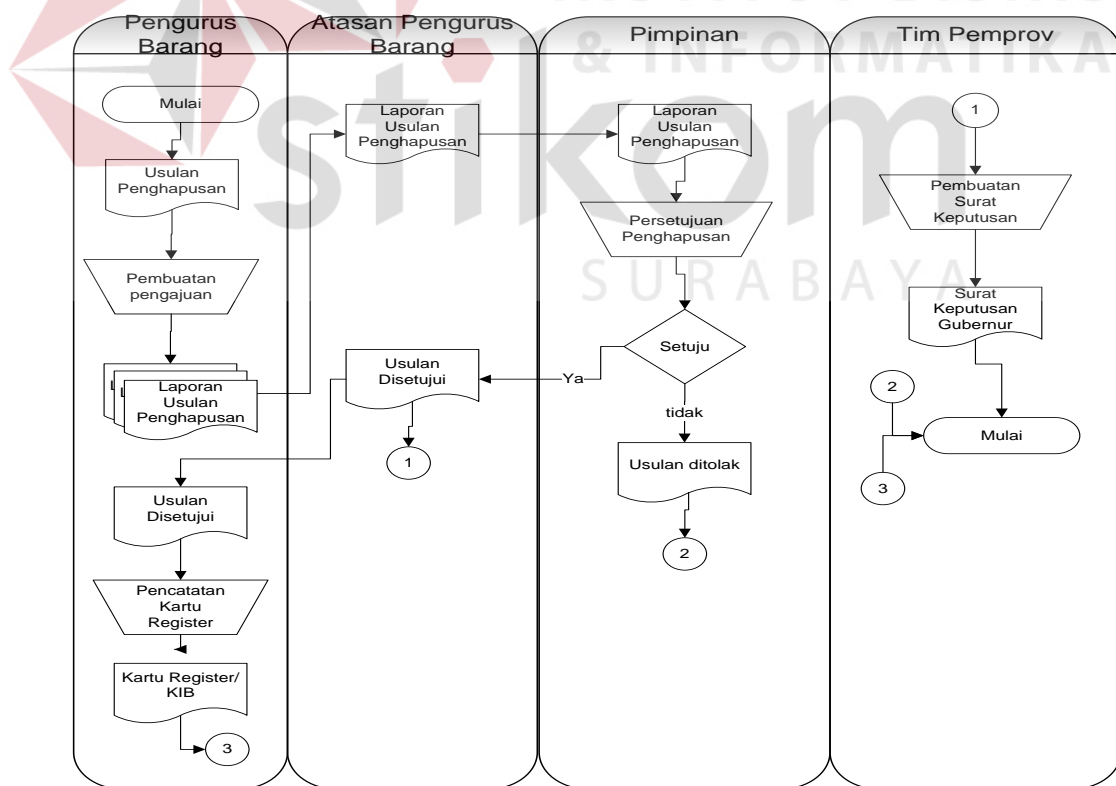 INSTITUT BISNIS
& INFORMATIKA
stikom
SURABAYA
Pengurus
Barang
Mulai
Usulan
Penghapusan
Pembuatan
pengajuan
L
L
Laporan
Usulan
Penghapusan
Usulan
Disetujui
Pencatatan
Kartu
Register
Kartu Register/
KIB
3
Atasan Pengurus
Barang
Laporan
Usulan
Penghapusan
Usulan
Disetujui
1
Pimpinan
Laporan
Usulan
Penghapusan
Persetujuan
Penghapusan
Setuju
Ya
tidak
Usulan ditolak
2
Tim Pemprov
1
Pembuatan
Surat
Keputusan
Surat
Keputusan
Gubernur
2
Mulai
3